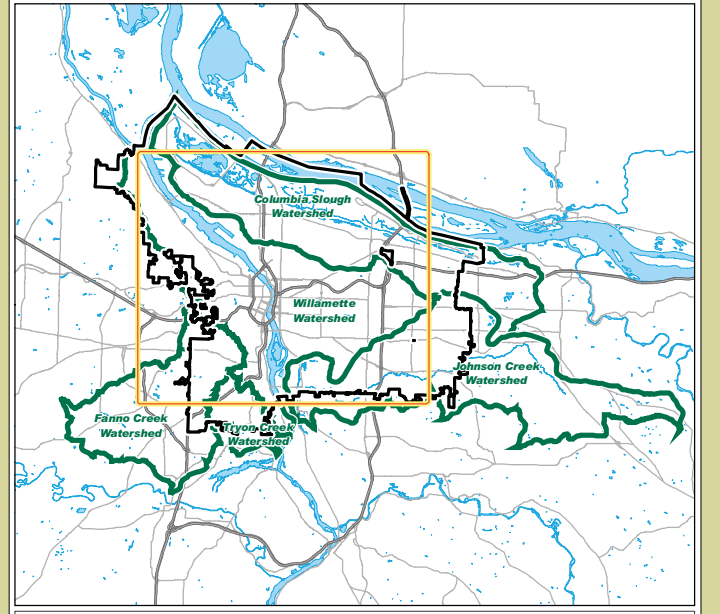 Columbia Slough
Watershed
Willamette
Watershed
Johnson Creek
Watershed
Fanno Creek
Watershed
Tryon Creek
Watershed